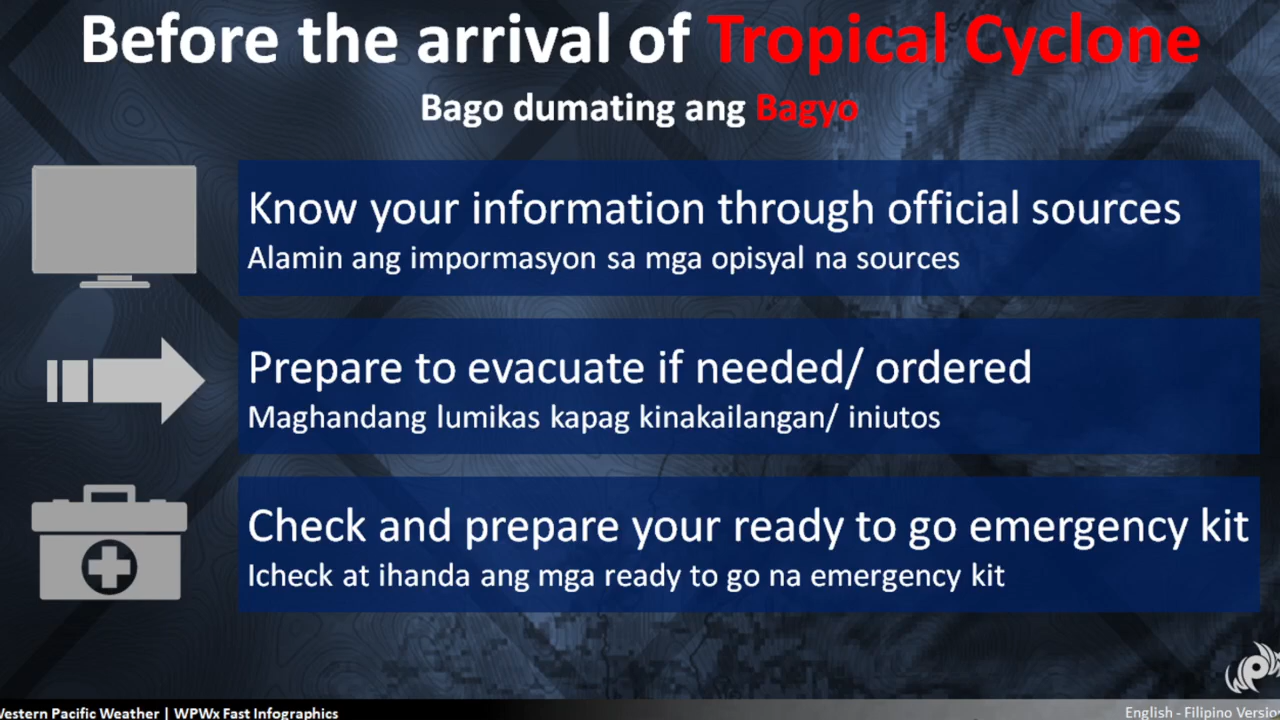 Before the arrival of Tropical Cyclone
Bago dumating ang Bagyo
Know your information through official sources
Alamin ang impormasyon sa mga opisyal na sources
Prepare to evacuate if needed/ ordered
Maghandang lumikas kapag kinakailangan/ iniutos
Check and prepare your ready to go emergency kit
Icheck at ihanda ang mga ready to go na emergency kit
Western Pacific Weather | WPWx Fast Infographics
English - Filipino Version